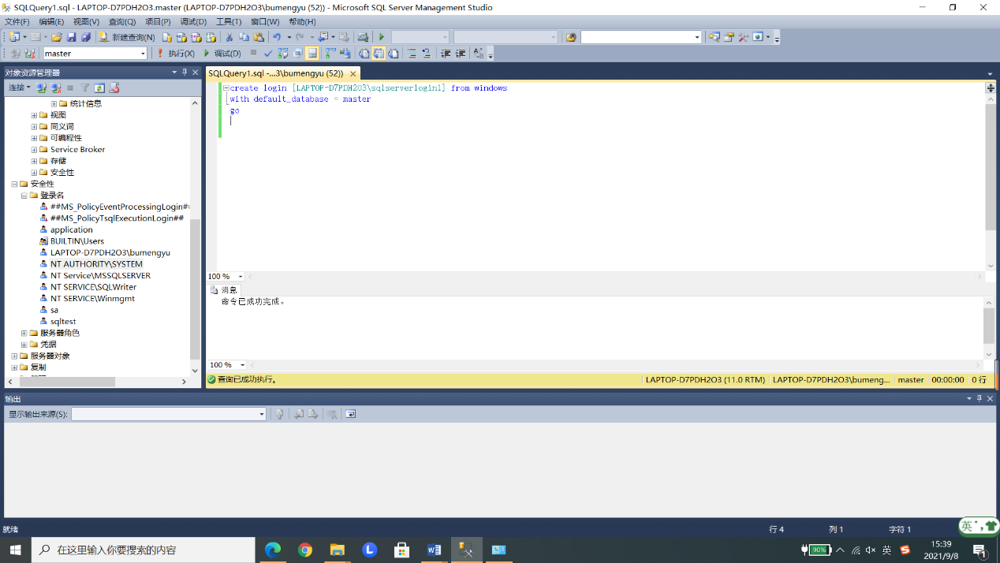 SQLQuery1.sql - LAPTOP-D7PDH2O3.master (LAPTOP-D7PDH2O3\bumengyu (52)) - Microsoft SQL Server Management Studio
文件(F) 编辑(E) 视图(V) 查询(Q) 项目(P) 调试(D) 工具(T) 窗口(W) 帮助(H)
新建查询(N)
master 执行(X) 调试(D)
对象资源管理器
连接
统计信息
视图
同义词
可编程性
Service Broker
存储
安全性
安全性
登录名
##MS_PolicyEventProcessingLogin##
##MS_PolicyTsqlExecutionLogin##
application
BUILTIN\Users
LAPTOP-D7PDH2O3\bumengyu
NT AUTHORITY\SYSTEM
NT Service\MSSQLSERVER
NT SERVICE\SQLWriter
NT SERVICE\Winmgmt
sa
sqltest
服务器角色
凭据
服务器对象
复制
SQLQuery1.sql -...3\bumengyu (52))
create login [LAPTOP-D7PDH2O3\sqlserverlogin1] from windows
with default_database = master
go
100 %
消息
命令已成功完成。
100 %
查询已成功执行。 LAPTOP-D7PDH2O3 (11.0 RTM) LAPTOP-D7PDH2O3\bumeng... master 00:00:00 0 行
输出
显示输出来源(S):
就绪 行 4 列 1 字符 1
英
在这里输入你要搜索的内容
90% 英 15:39
2021/9/8
1